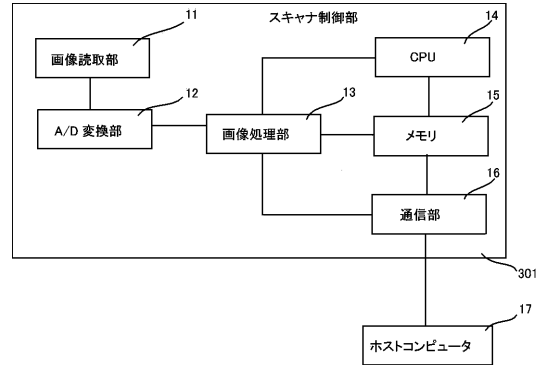 スキャナ制御部
11
画像読取部
12
A/D 変換部
13
画像処理部
14
CPU
15
メモリ
16
通信部
301
17
ホストコンピュータ